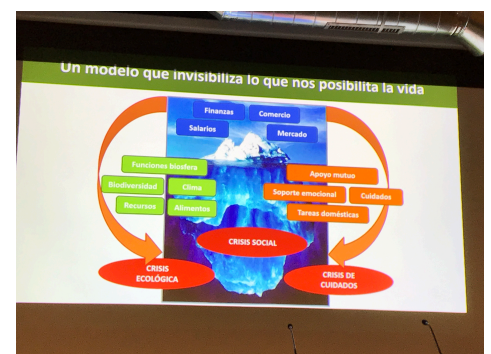 Un modelo que invisibiliza lo que nos posibilita la vida
Finanzas
Comercio
Salarios
Mercado
Funciones biosfera
Biodiversidad
Clima
Recursos
Alimentos
Apoyo mutuo
Soporte emocional
Cuidados
Tareas domésticas
CRISIS SOCIAL
CRISIS
ECOLÓGICA
CRISIS DE
CUIDADOS